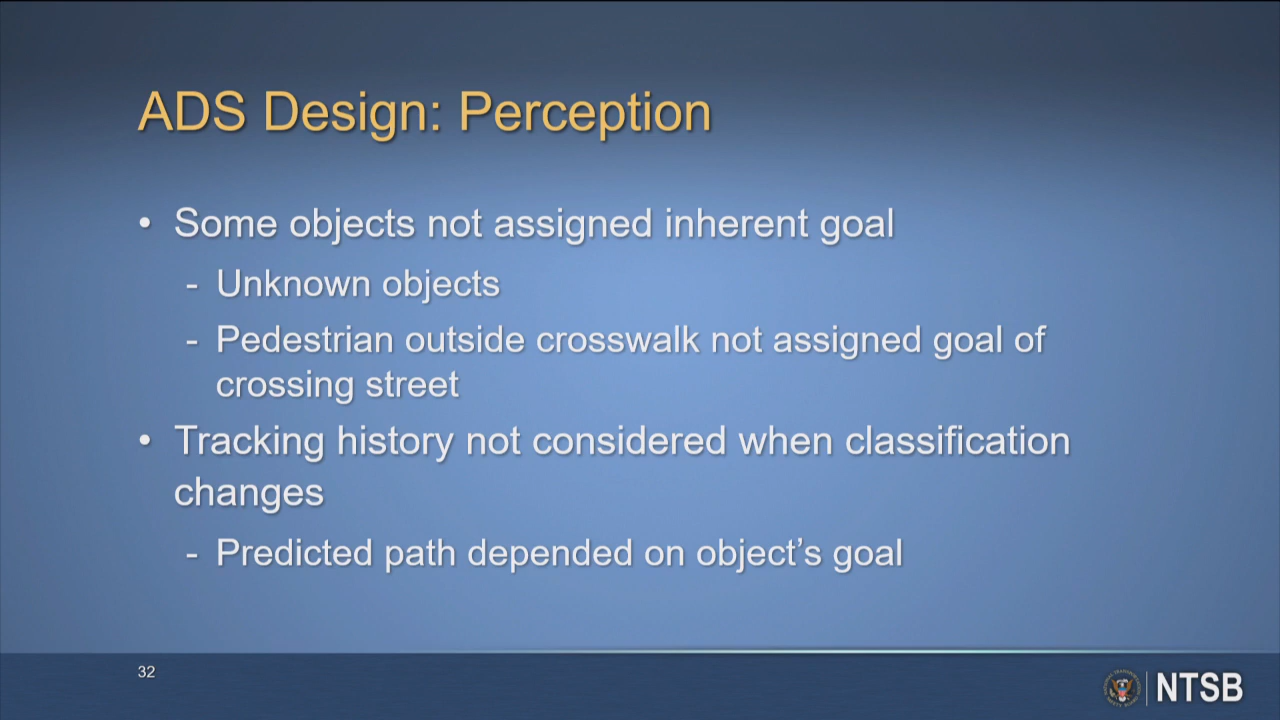 ADS Design: Perception
• Some objects not assigned inherent goal
- Unknown objects
- Pedestrian outside crosswalk not assigned goal of
crossing street
• Tracking history not considered when classification
changes
- Predicted path depended on object’s goal
32
NTSB